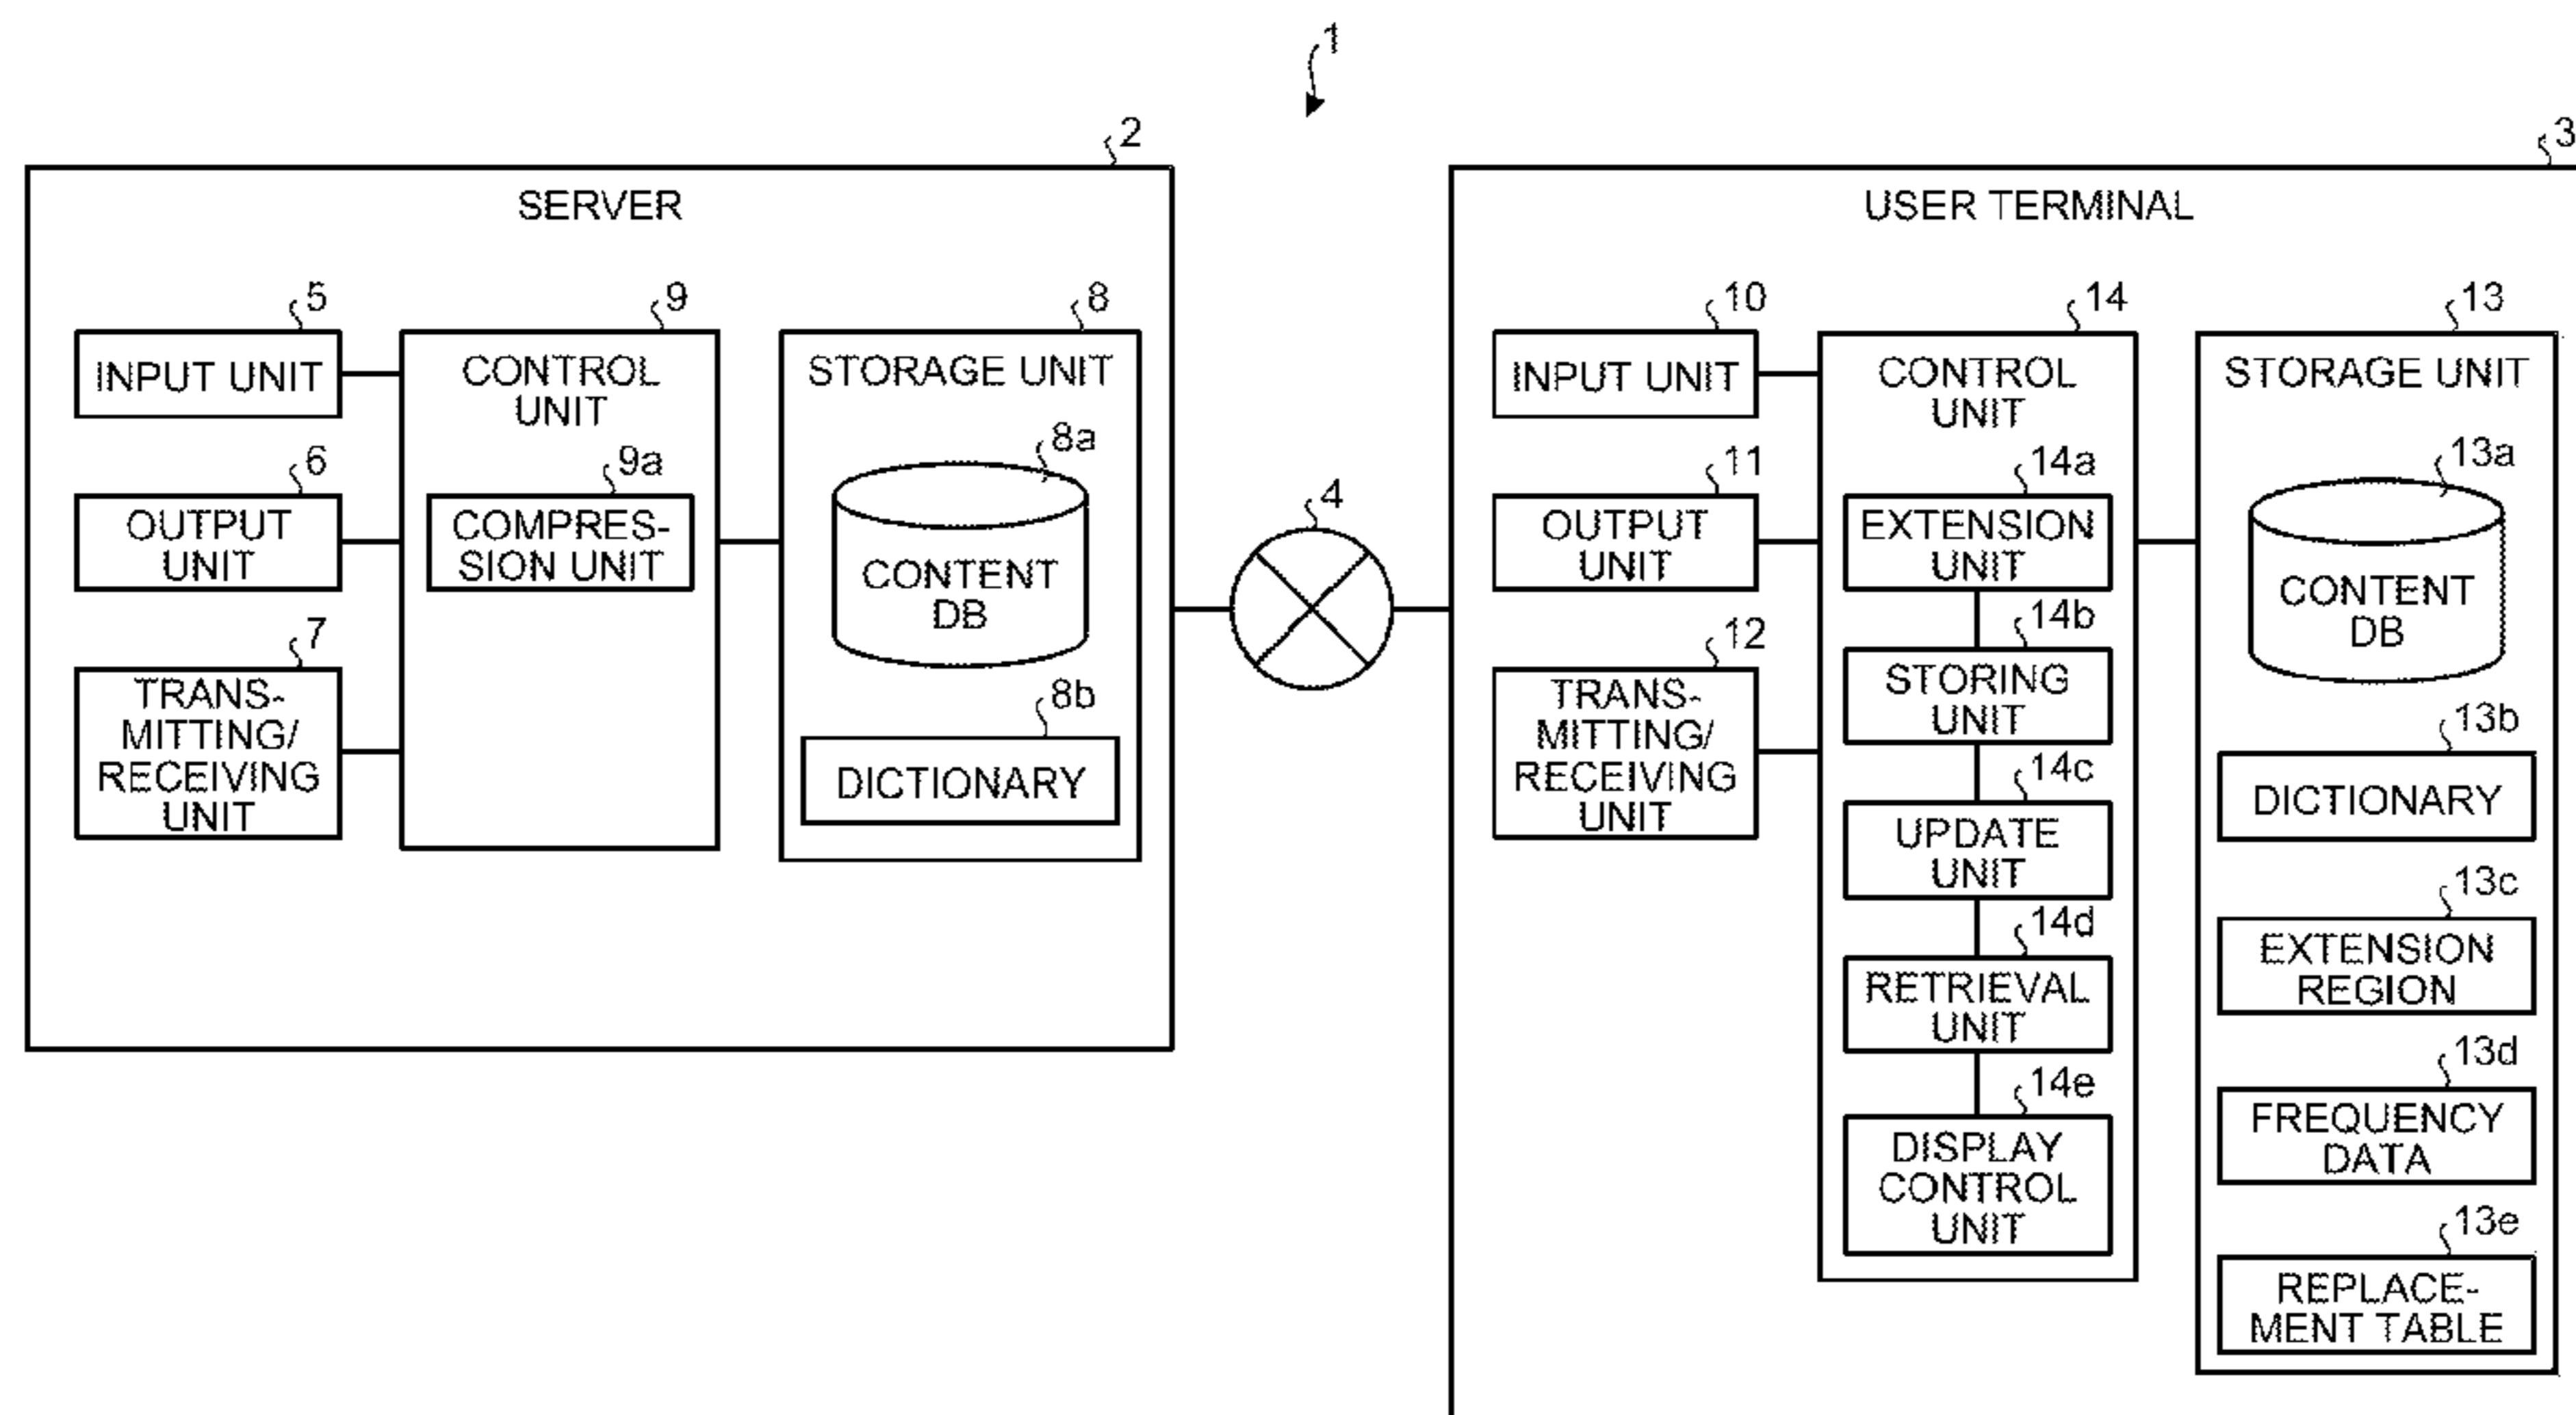 1
2
SERVER
5
INPUT UNIT
6
OUTPUT
UNIT
7
TRANS-
MITTING/
RECEIVING
UNIT
9
CONTROL
UNIT
9a
COMPRES-
SION UNIT
8
STORAGE UNIT
8a
CONTENT
DB
8b
DICTIONARY
4
3
USER TERMINAL
10
INPUT UNIT
11
OUTPUT
UNIT
12
TRANS-
MITTING/
RECEIVING
UNIT
14
CONTROL
UNIT
14a
EXTENSION
UNIT
14b
STORING
UNIT
14c
UPDATE
UNIT
14d
RETRIEVAL
UNIT
14e
DISPLAY
CONTROL
UNIT
13
STORAGE UNIT
13a
CONTENT
DB
13b
DICTIONARY
13c
EXTENSION
REGION
13d
FREQUENCY
DATA
13e
REPLACE-
MENT TABLE